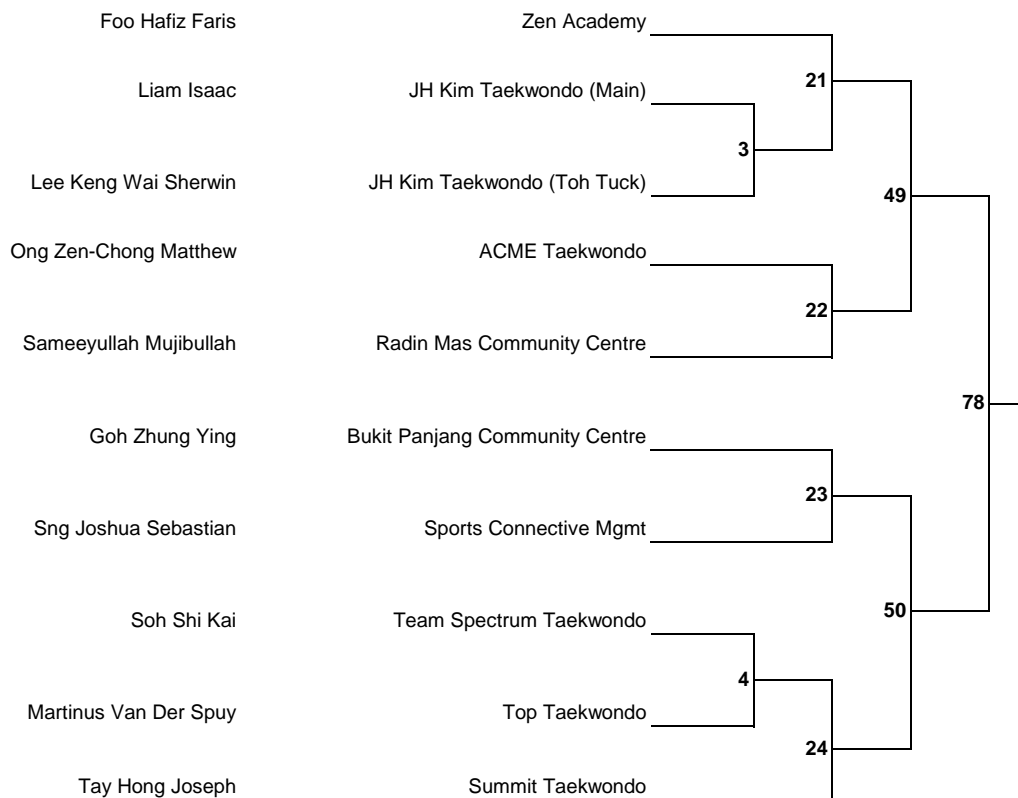 Foo Hafiz Faris Zen Academy
21
Liam Isaac JH Kim Taekwondo (Main)
3
Lee Keng Wai Sherwin JH Kim Taekwondo (Toh Tuck)
49
Ong Zen-Chong Matthew ACME Taekwondo
22
Sameeyullah Mujibullah Radin Mas Community Centre
78
Goh Zhung Ying Bukit Panjang Community Centre
23
Sng Joshua Sebastian Sports Connective Mgmt
50
Soh Shi Kai Team Spectrum Taekwondo
4
Martinus Van Der Spuy Top Taekwondo
24
Tay Hong Joseph Summit Taekwondo